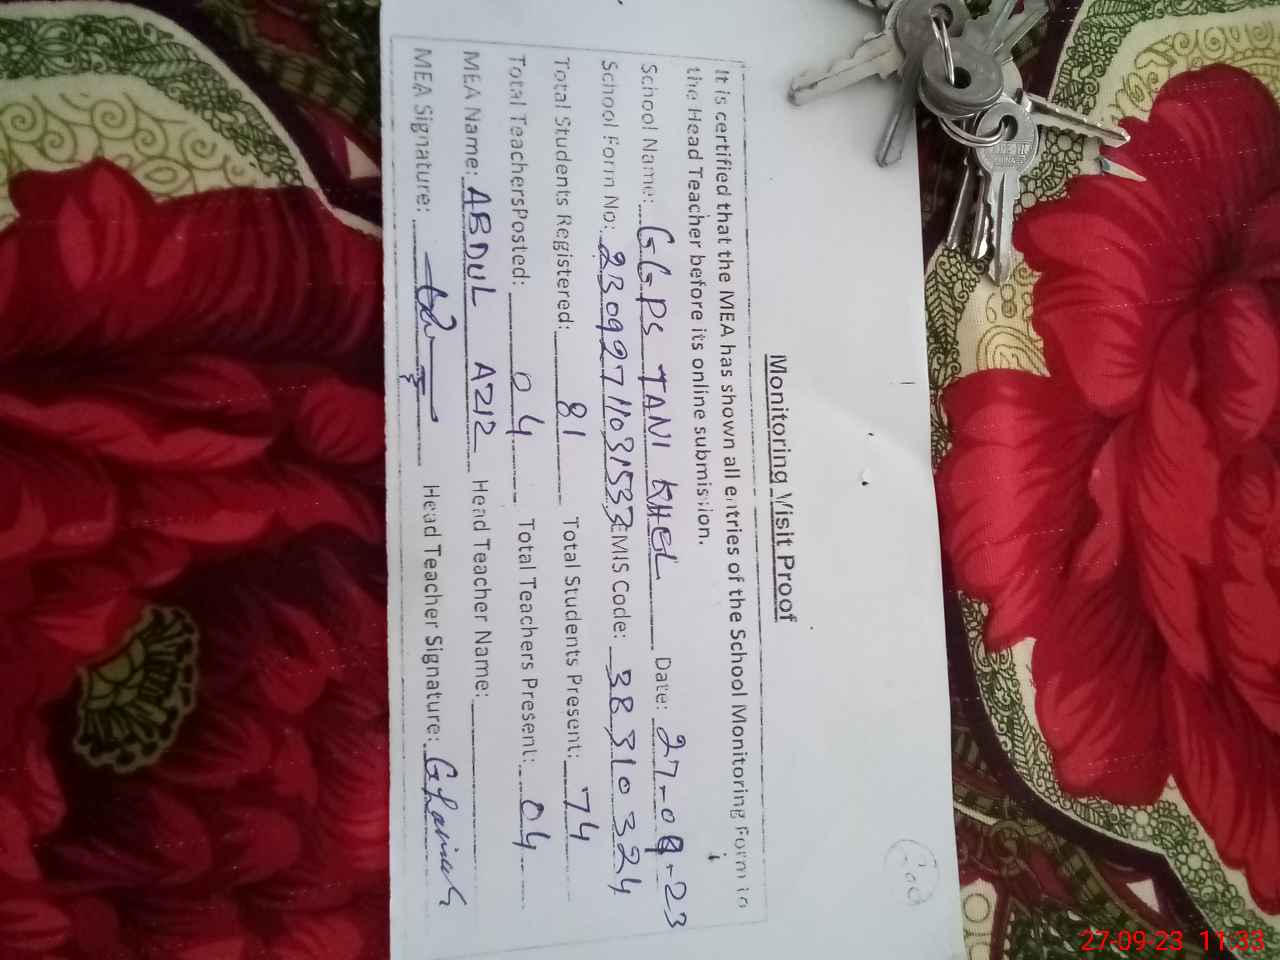 Monitoring Visit Proof
It is certified that the MEA has shown all entries of the School Monitoring Form to
the Head Teacher before its online submission.
School Name: GGPS TANI KHEL Date: 27-09-23
School Form No: 23092711031533 EMIS Code: 38310324
Total Students Registered: 81 Total Students Present: 74
Total TeachersPosted: 04 Total Teachers Present: 04
MEA Name: ABDUL AZIZ Head Teacher Name:
MEA Signature: Head Teacher Signature:
27-09-23 11:33